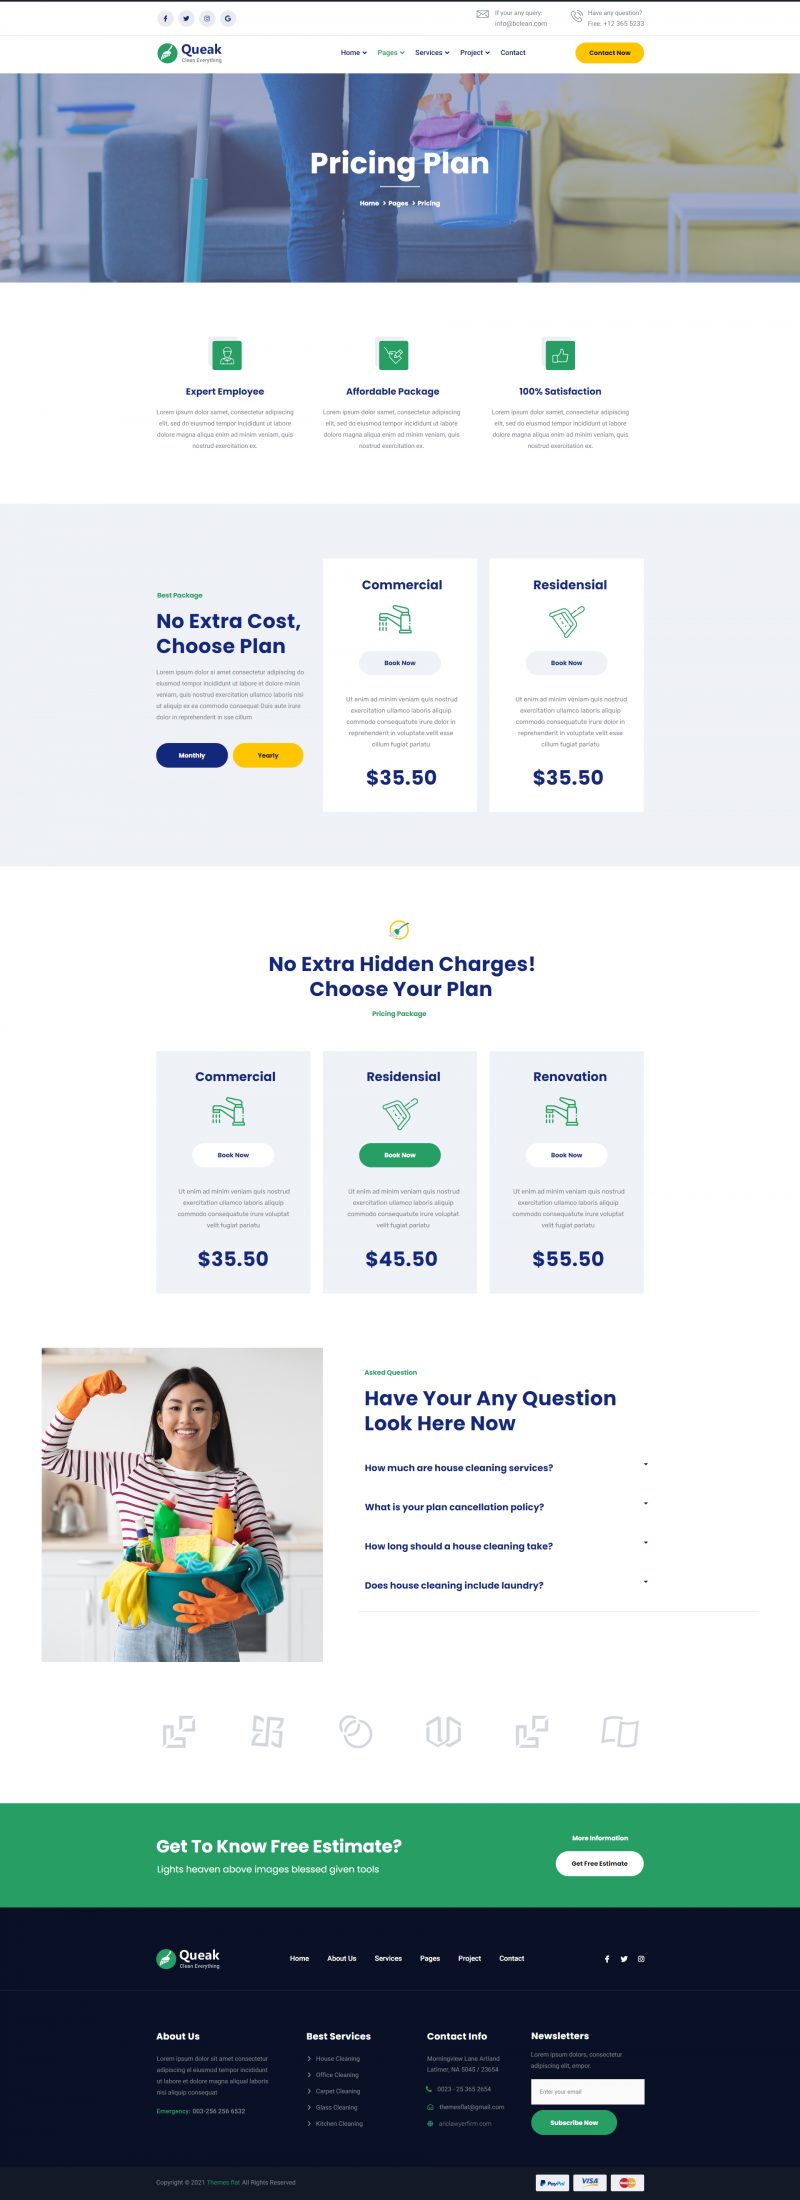 If your any query:
info@bclean.com
Have any question?
Free: +12 365 5233
Queak
Clean Everything
Home
Pages
Services
Project
Contact
Contact Now
Pricing Plan
Home > Pages > Pricing
Expert Employee
Lorem ipsum dolor samet, consectetur adipiscing
elit, sed do eiusmod tempor incididunt ut labore et
dolore magna aliqua enim ad minim veniam, quis
nostrud exercitation ex.
Affordable Package
Lorem ipsum dolor samet, consectetur adipiscing
elit, sed do eiusmod tempor incididunt ut labore et
dolore magna aliqua enim ad minim veniam, quis
nostrud exercitation ex.
100% Satisfaction
Lorem ipsum dolor samet, consectetur adipiscing
elit, sed do eiusmod tempor incididunt ut labore et
dolore magna aliqua enim ad minim veniam, quis
nostrud exercitation ex.
Best Package
No Extra Cost,
Choose Plan
Lorem ipsum dolor si amet consectetur adipiscing do
eiusmod tempor incididunt ut labore et dolore minin
veniam, quis nostrud exercitation ullamco laboris nisi
ut aliquip ex ea commodo consequat Duis aute irure
dolor in reprehenderit in sse cillum
Monthly
Yearly
Commercial
Book Now
Ut enim ad minim veniam quis nostrud
exercitation ullamco laboris aliquip
commodo consequatute irure dolor in
reprehenderit in voluptate velit esse
cillum fugiat pariatu
$35.50
Residensial
Book Now
Ut enim ad minim veniam quis nostrud
exercitation ullamco laboris aliquip
commodo consequatute irure dolor in
reprehenderit in voluptate velit esse
cillum fugiat pariatu
$35.50
No Extra Hidden Charges!
Choose Your Plan
Pricing Package
Commercial
Book Now
Ut enim ad minim veniam quis nostrud
exercitation ullamco laboris aliquip
commodo consequatute irure voluptat
velit fugiat pariatu
$35.50
Residensial
Book Now
Ut enim ad minim veniam quis nostrud
exercitation ullamco laboris aliquip
commodo consequatute irure voluptat
velit fugiat pariatu
$45.50
Renovation
Book Now
Ut enim ad minim veniam quis nostrud
exercitation ullamco laboris aliquip
commodo consequatute irure voluptat
velit fugiat pariatu
$55.50
Asked Question
Have Your Any Question
Look Here Now
How much are house cleaning services?
What is your plan cancellation policy?
How long should a house cleaning take?
Does house cleaning include laundry?
Get To Know Free Estimate?
Lights heaven above images blessed given tools
More Information
Get Free Estimate
Queak
Clean Everything
Home
About Us
Services
Pages
Project
Contact
About Us
Lorem ipsum dolor sit amet consectetur
adipiscing el eiusmod tempor incididunt
ut labore et dolore magna aliqual laboris
nisi aliquip consequat
Emergency: 003-256 256 6532
Best Services
House Cleaning
Office Cleaning
Carpet Cleaning
Glass Cleaning
Kitchen Cleaning
Contact Info
Morningview Lane Artland
Latimer, NA 5045 / 23654
0023 - 25 365 2654
themesflat@gmail.com
ariclawyerfirm.com
Newsletters
Lorem ipsum dolors, consectetur
adipiscing elit, empor.
Enter your email
Subscribe Now
Copyright © 2021 Themes flat All Rights Reserved
PayPal
VISA